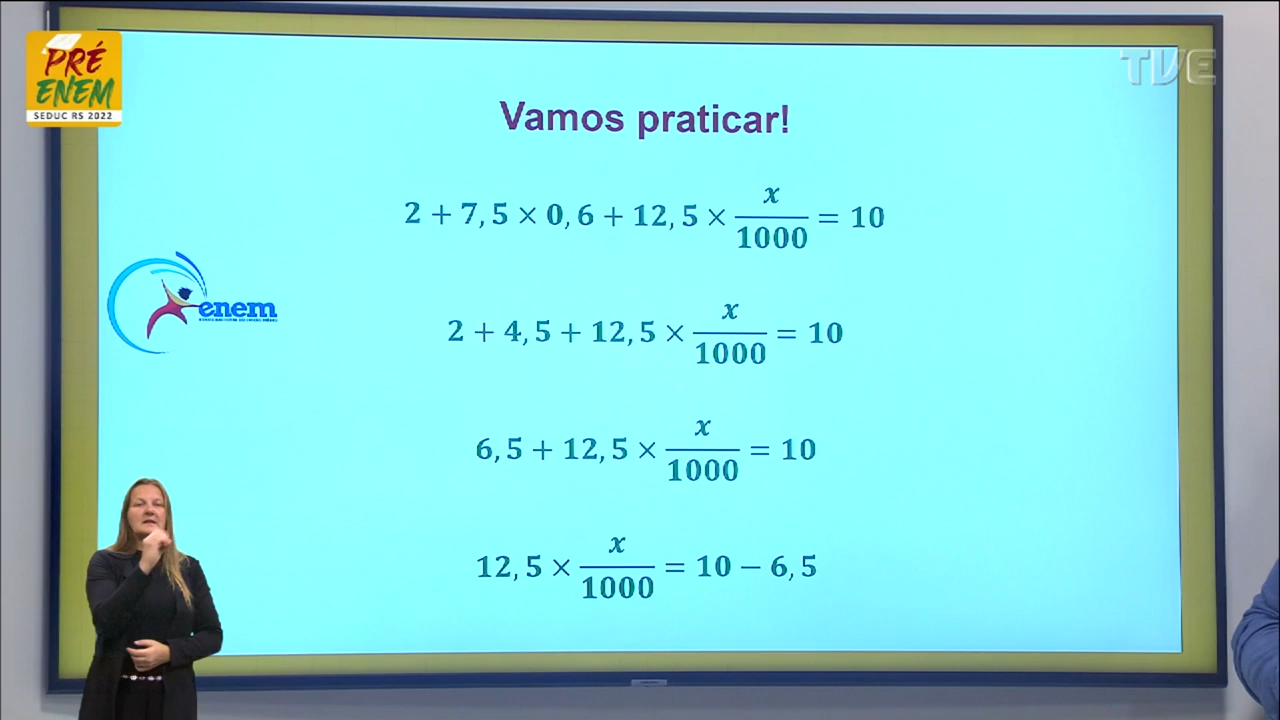 PRÉ
ENEM
SEDUC RS 2022
TVE
Vamos praticar!
2 + 7,5 × 0,6 + 12,5 × x/1000 = 10
enem
2 + 4,5 + 12,5 × x/1000 = 10
6,5 + 12,5 × x/1000 = 10
12,5 × x/1000 = 10 − 6,5